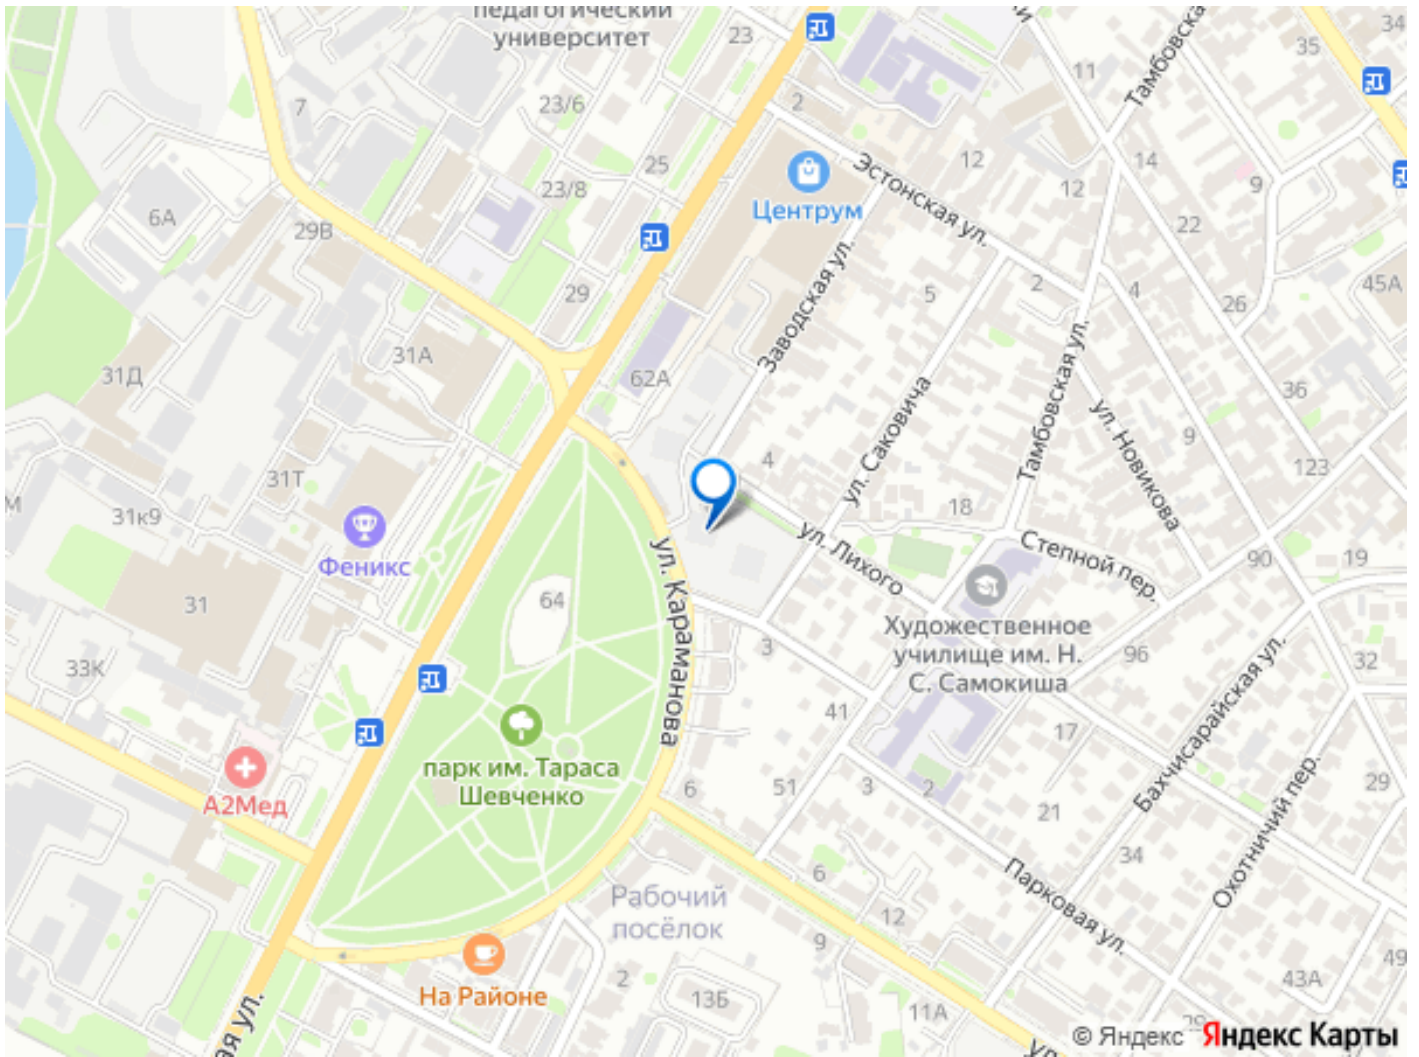 педагогический
университет
23
34
35
11
Тамбовска
7
23/6
2
12
14
9
25
Эстонская ул.
12
23/8
6А
29В
Центрум
22
29
Заводская ул.
5
2
4
26
45А
31А
31Д
62А
Тамбовская ул.
36
ул. Саковича
ул. Новикова
9
31Т
4
123
31к9
18
Феникс
ул. Караманова
ул. Лихого
Степной пер.
90
19
31
64
Художественное
училище им. Н.
С. Самокиша
3
96
32
33К
41
17
Бахчисарайская ул.
А2Мед
парк им. Тараса
Шевченко
6
51
3
2
21
29
34
Охотничий пер.
6
Парковая ул.
Рабочий
посёлок
12
9
2
На Районе
13Б
11А
43А
49
ая ул.
© Яндекс Яндекс Карты